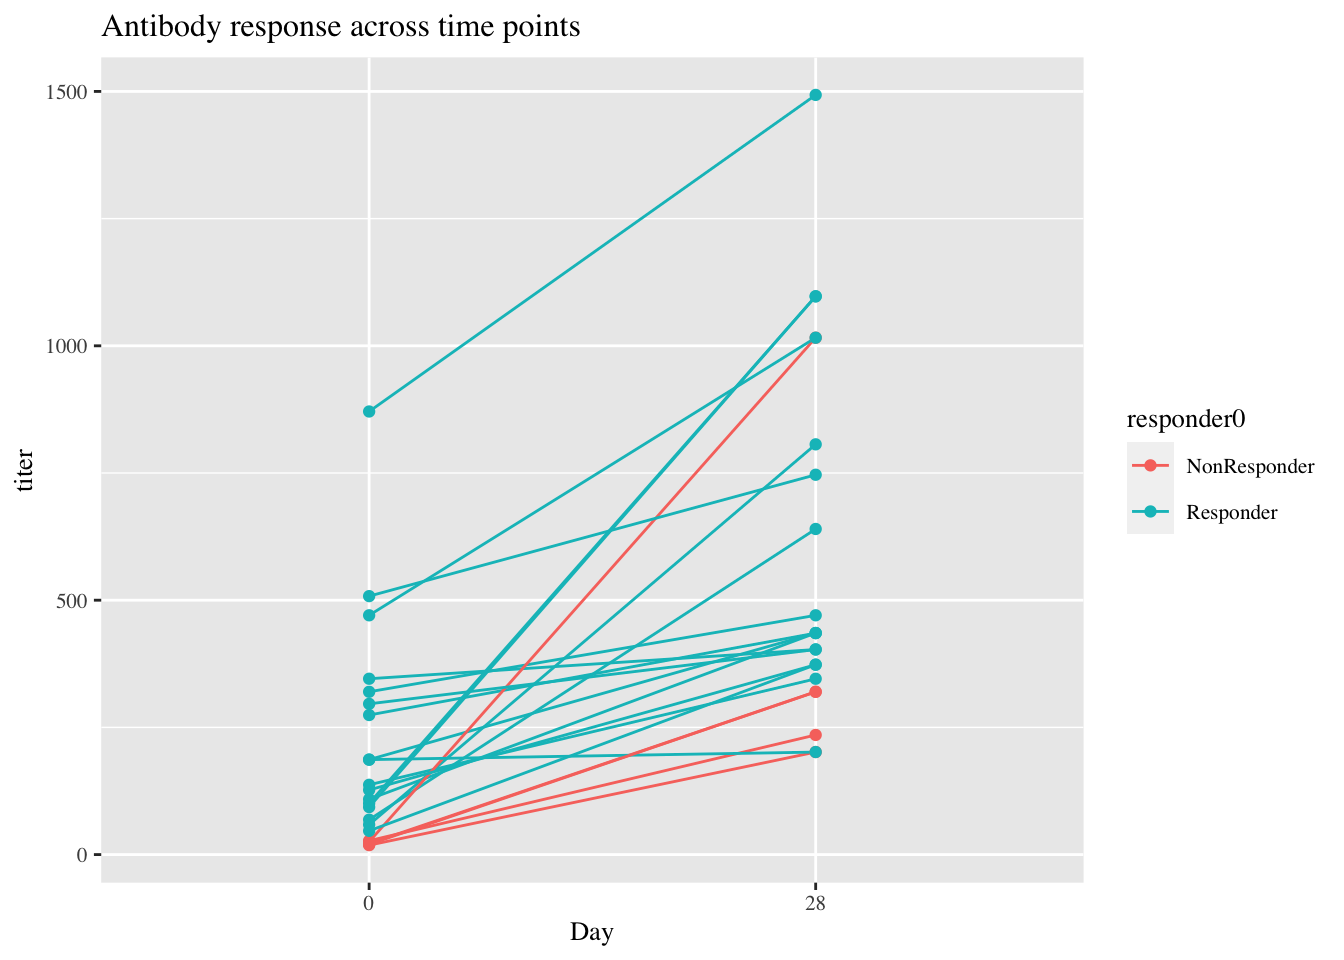 Antibody response across time points
1500
1000
500
0
titer
0 28
Day
responder0
NonResponder
Responder